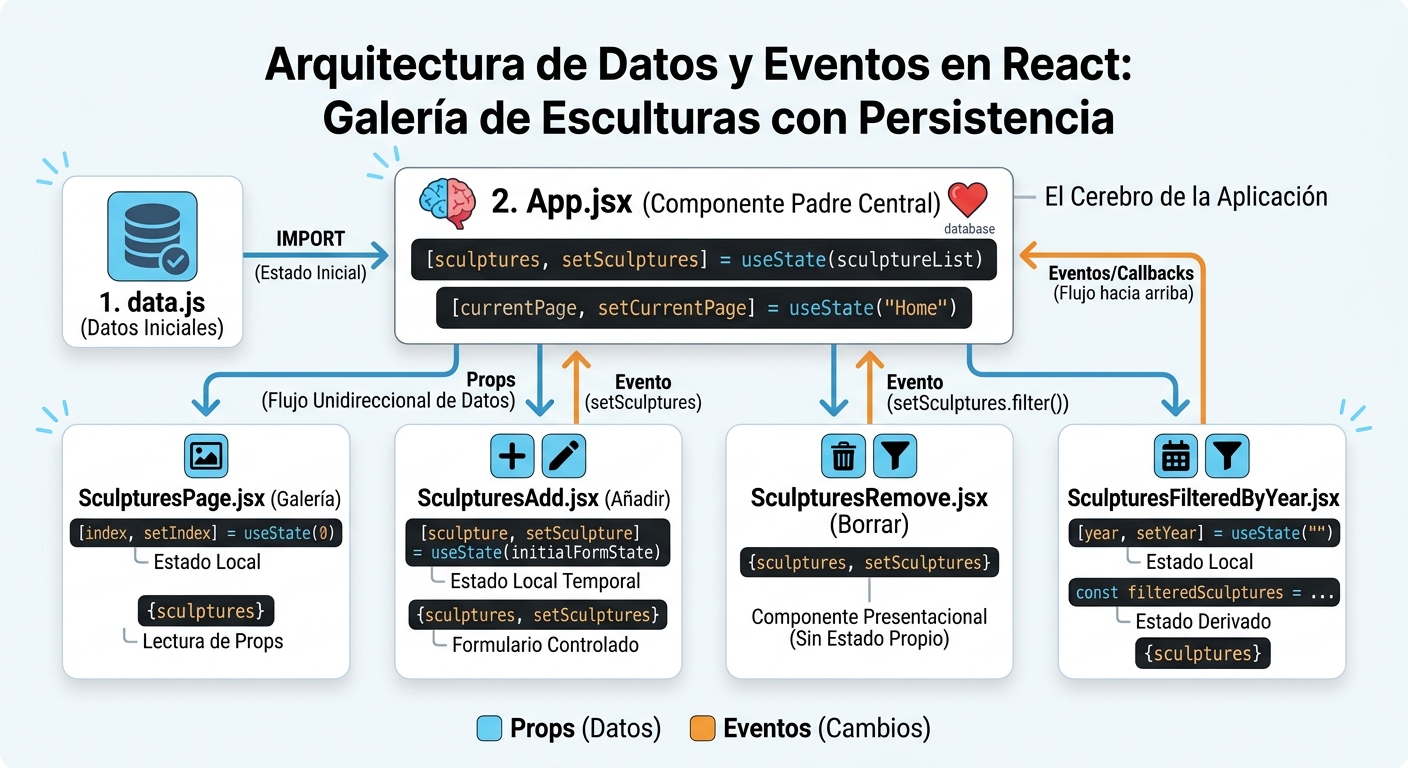 Arquitectura de Datos y Eventos en React:
Galería de Esculturas con Persistencia
1. data.js
(Datos Iniciales)
IMPORT
(Estado Inicial)
2. App.jsx (Componente Padre Central)
database
[sculptures, setSculptures] = useState(sculptureList)
[currentPage, setCurrentPage] = useState("Home")
El Cerebro de la Aplicación
Eventos/Callbacks
(Flujo hacia arriba)
Props
(Flujo Unidireccional de Datos)
Evento
(setSculptures)
Evento
(setSculptures.filter())
SculpturesPage.jsx (Galería)
[index, setIndex] = useState(0)
Estado Local
{sculptures}
Lectura de Props
SculpturesAdd.jsx (Añadir)
[sculpture, setSculpture]
= useState(initialFormState)
Estado Local Temporal
{sculptures, setSculptures}
Formulario Controlado
SculpturesRemove.jsx
(Borrar)
{sculptures, setSculptures}
Componente Presentacional
(Sin Estado Propio)
SculpturesFilteredByYear.jsx
[year, setYear] = useState("")
Estado Local
const filteredSculptures = ...
Estado Derivado
{sculptures}
Props (Datos)
Eventos (Cambios)